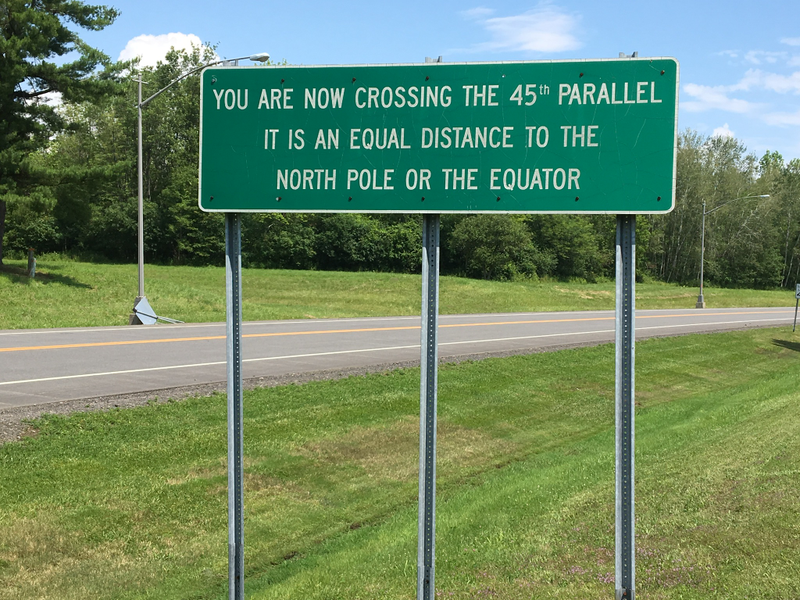 YOU ARE NOW CROSSING THE 45th PARALLEL
IT IS AN EQUAL DISTANCE TO THE
NORTH POLE OR THE EQUATOR